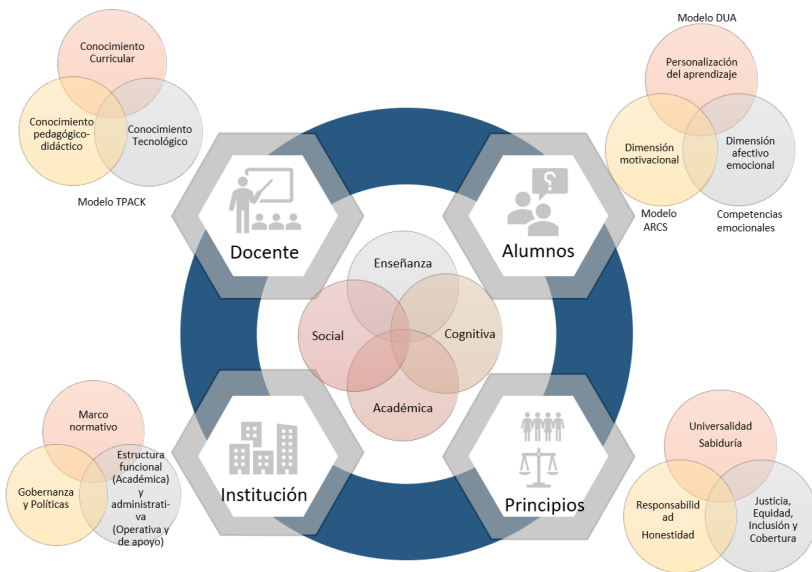 Modelo DUA
Conocimiento
Curricular
Conocimiento
pedagógico-
didáctico
Conocimiento
Tecnológico
Modelo TPACK
Personalización
del aprendizaje
Dimensión
motivacional
Dimensión
afectivo
emocional
Modelo
ARCS
Competencias
emocionales
Docente
Alumnos
Enseñanza
Social
Cognitiva
Académica
Institución
Principios
Marco
normativo
Gobernanza
y Políticas
Estructura
funcional
(Académica) y
administrati-
va
(Operativa y
de apoyo)
Universalidad
Sabiduría
Responsabilid
ad
Honestidad
Justicia,
Equidad,
Inclusión y
Cobertura